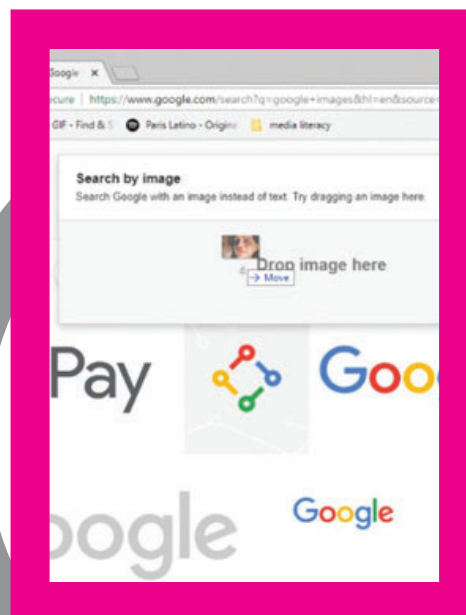 Google ×
ecure | https://www.google.com/search?q=google+images&hl=en&source=
GIF - Find & S Paris Latino - Origina media literacy
Search by image
Search Google with an image instead of text. Try dragging an image here.
Drop image here
→ Move
Pay
Goo
oogle
Google